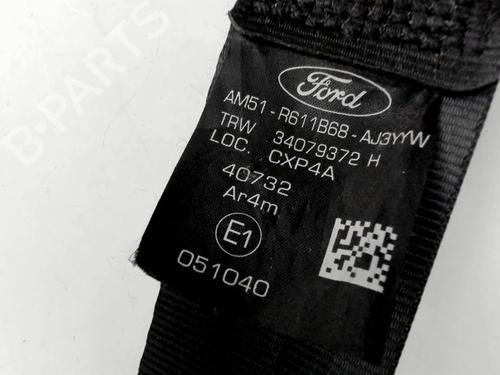 Ford
AM51-R611B68-AJ3YYW
TRW 34079372 H
LOC. CXP4A
40732
Ar4m
E1
051040
B-PARTS